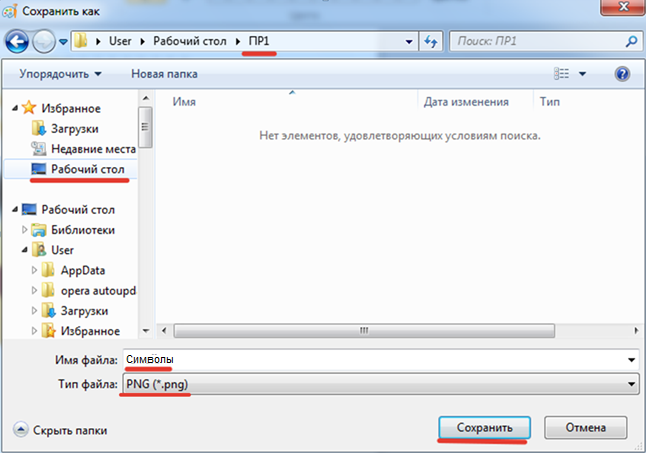 Сохранить как
User Рабочий стол ПР1 Поиск: ПР1
Упорядочить Новая папка
Избранное
Загрузки
Недавние места
Рабочий стол
Рабочий стол
Библиотеки
User
AppData
opera autoupda
Загрузки
Избранное
Имя Дата изменения Тип
Нет элементов, удовлетворяющих условиям поиска.
Имя файла: Символы
Тип файла: PNG (*.png)
Скрыть папки Сохранить Отмена